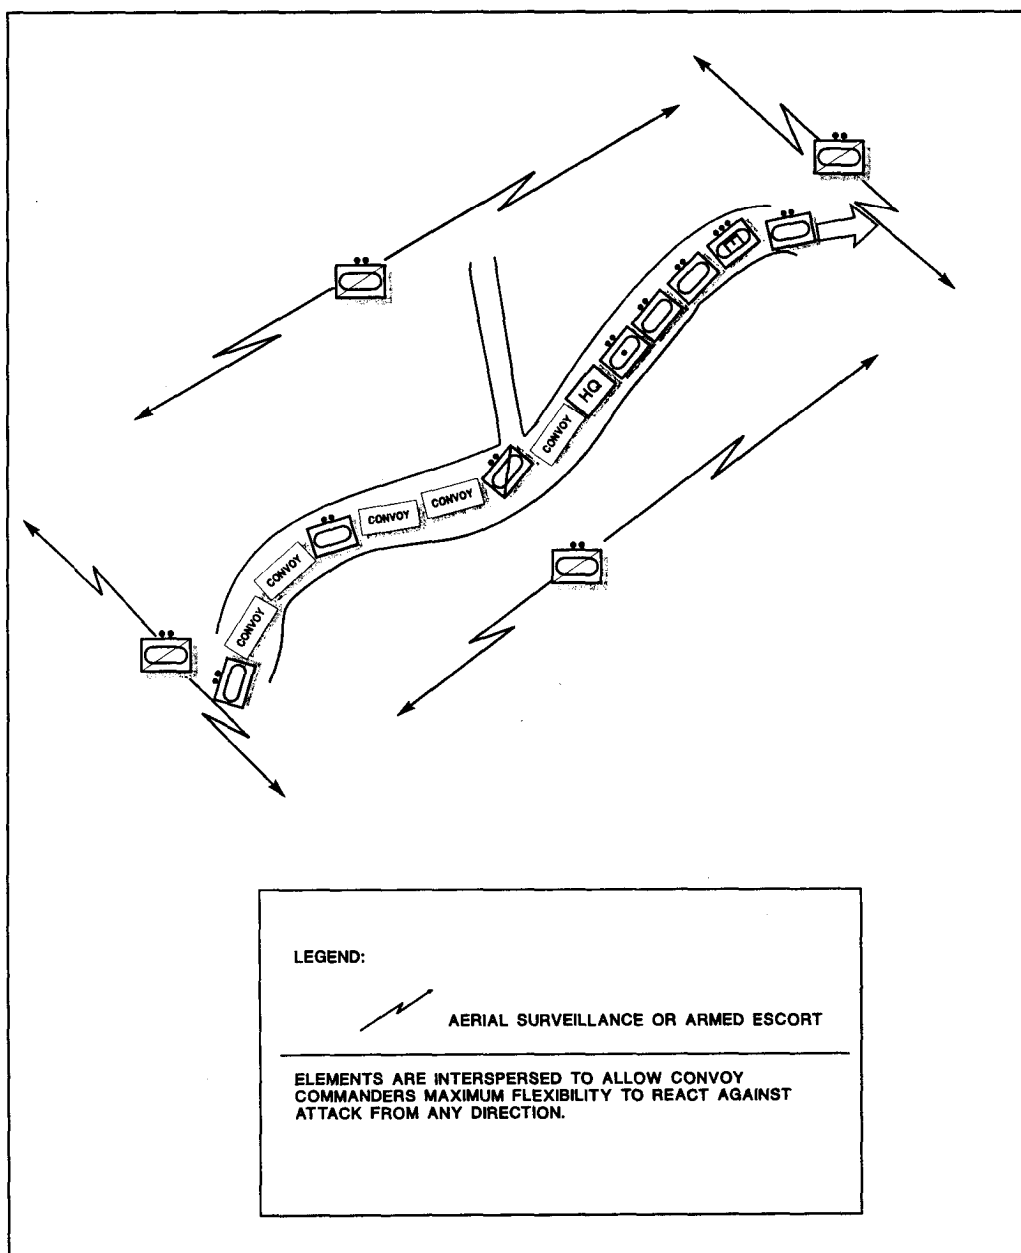 E
HQ
CONVOY
CONVOY
CONVOY
CONVOY
CONVOY
LEGEND:
AERIAL SURVEILLANCE OR ARMED ESCORT
ELEMENTS ARE INTERSPERSED TO ALLOW CONVOY
COMMANDERS MAXIMUM FLEXIBILITY TO REACT AGAINST
ATTACK FROM ANY DIRECTION.